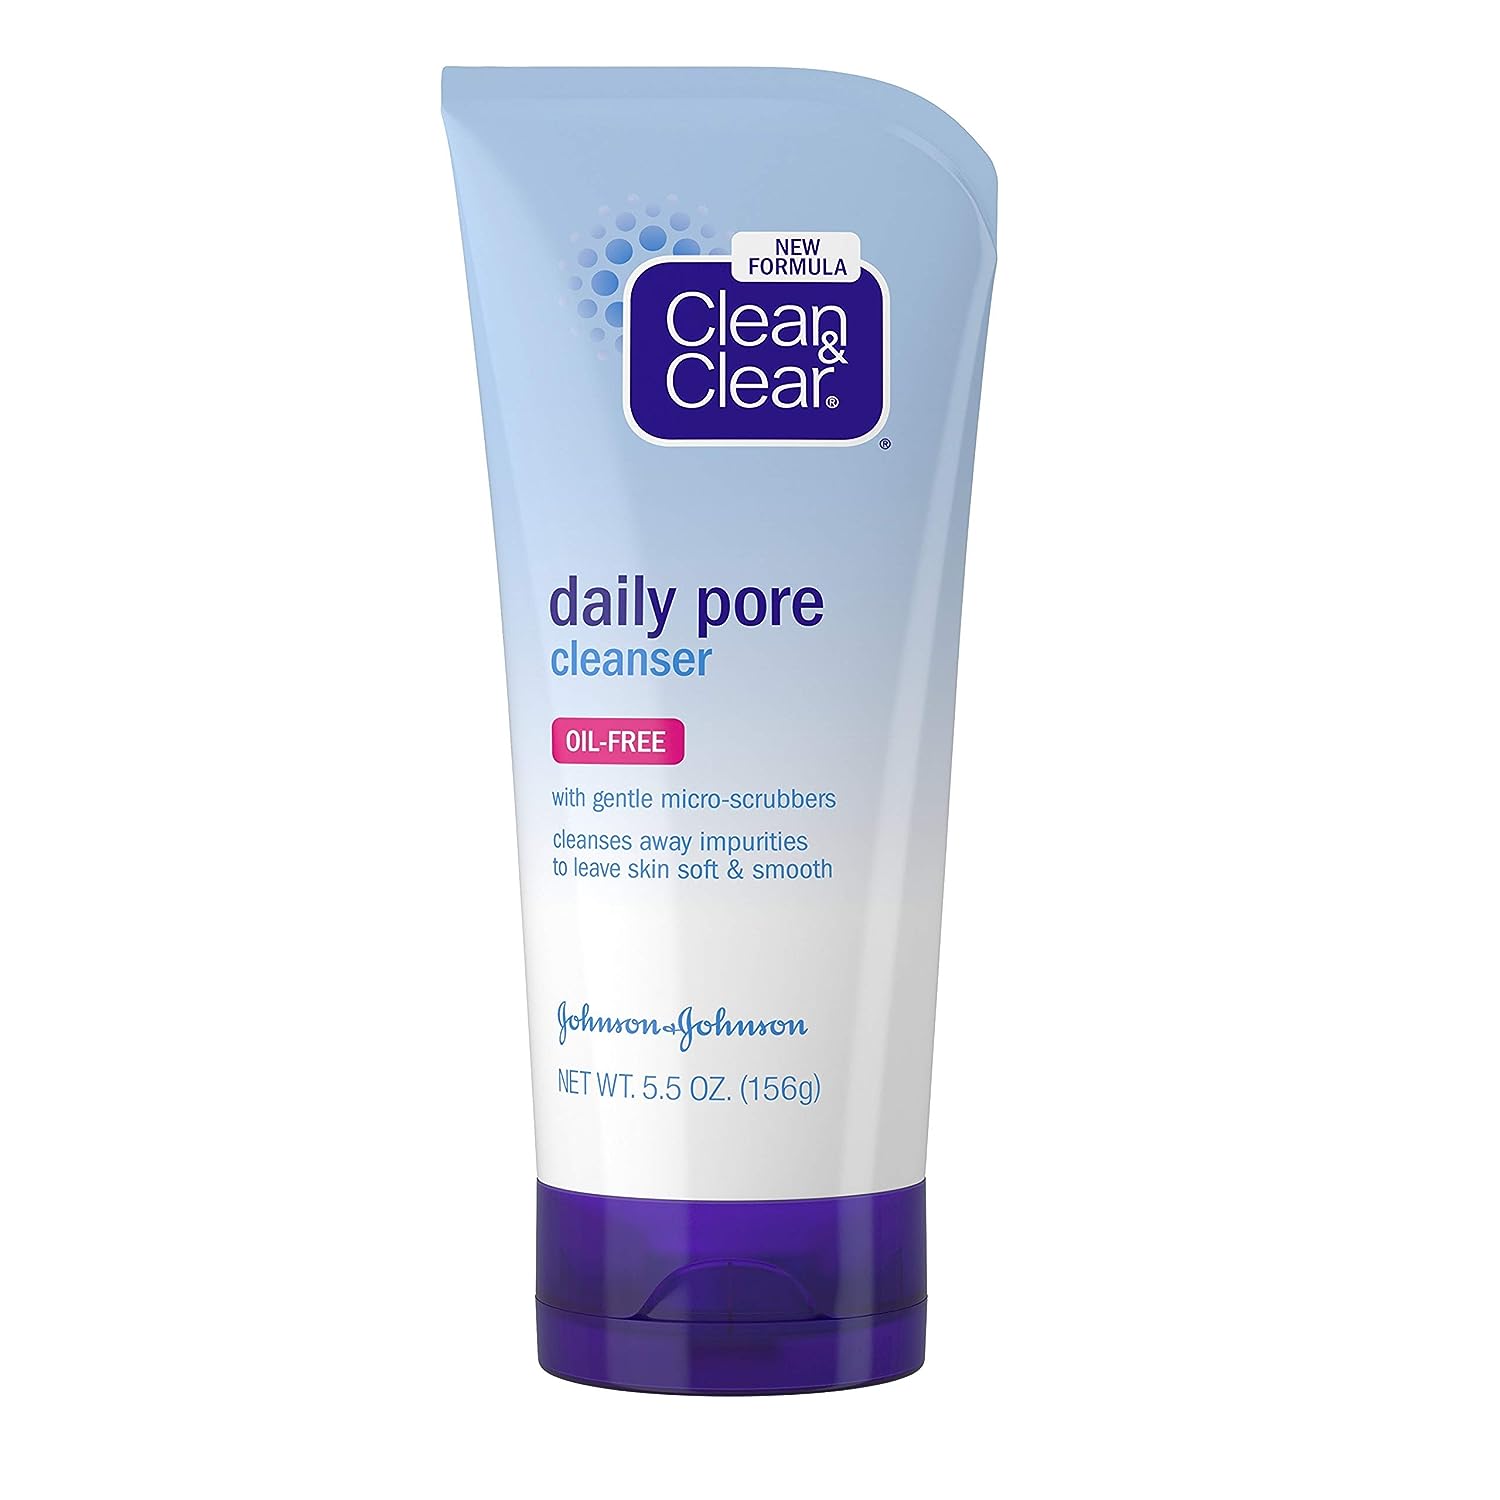 NEW
FORMULA
Clean
&
Clear®
®
daily pore
cleanser
OIL-FREE
with gentle micro-scrubbers
cleanses away impurities
to leave skin soft & smooth
Johnson & Johnson
NET WT. 5.5 OZ. (156g)